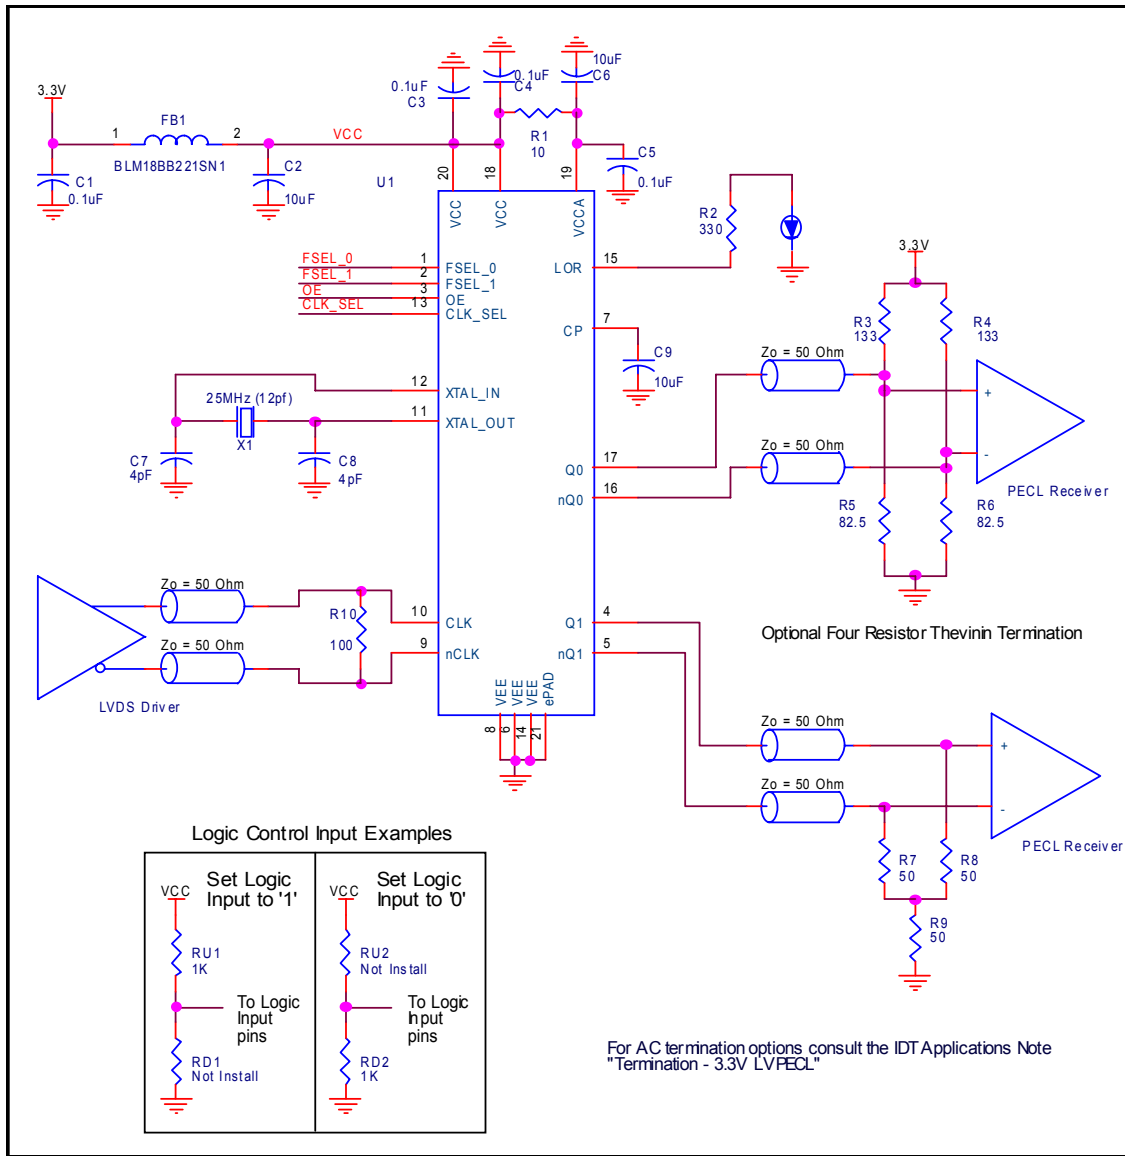 3.3V
FB1
1
2
VCC
BLM18BB221SN1
C1
0.1uF
C2
10uF
0.1uF
C3
0.1uF
C4
10uF
C6
R1
10
C5
0.1uF
U1
20
18
19
VCC
VCC
VCCA
FSEL_0
FSEL_1
OE
CLK_SEL
1
2
3
13
FSEL_0
FSEL_1
OE
CLK_SEL
LOR
15
R2
330
CP
7
C9
10uF
12
XTAL_IN
11
XTAL_OUT
25MHz (12pf)
X1
C7
4pF
C8
4pF
Q0
17
nQ0
16
Zo = 50 Ohm
Zo = 50 Ohm
3.3V
R3
133
R4
133
+
-
PECL Receiver
R5
82.5
R6
82.5
Optional Four Resistor Thevinin Termination
Zo = 50 Ohm
Zo = 50 Ohm
LVDS Driver
R10
100
10
CLK
9
nCLK
Q1
4
nQ1
5
VEE
VEE
VEE
ePAD
8
6
14
21
Zo = 50 Ohm
Zo = 50 Ohm
+
-
PECL Receiver
R7
50
R8
50
R9
50
Logic Control Input Examples
Set Logic
Input to '1'
VCC
RU1
1K
To Logic
Input
pins
RD1
Not Install
Set Logic
Input to '0'
VCC
RU2
Not Install
To Logic
Input
pins
RD2
1K
For AC termination options consult the IDT Applications Note
"Termination - 3.3V LVPECL"